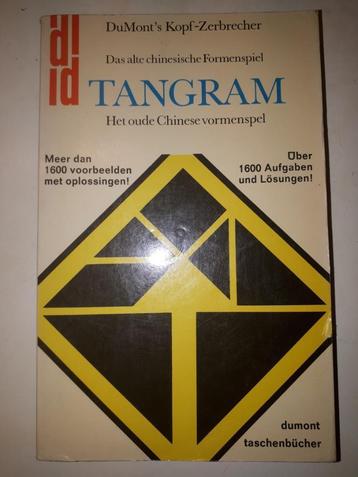 d!
id
DuMont's Kopf-Zerbrecher
Das alte chinesische Formenspiel
TANGRAM
Het oude Chinese vormenspel
Meer dan
1600 voorbeelden
met oplossingen!
Über
1600 Aufgaben
und Lösungen!
dumont
taschenbücher